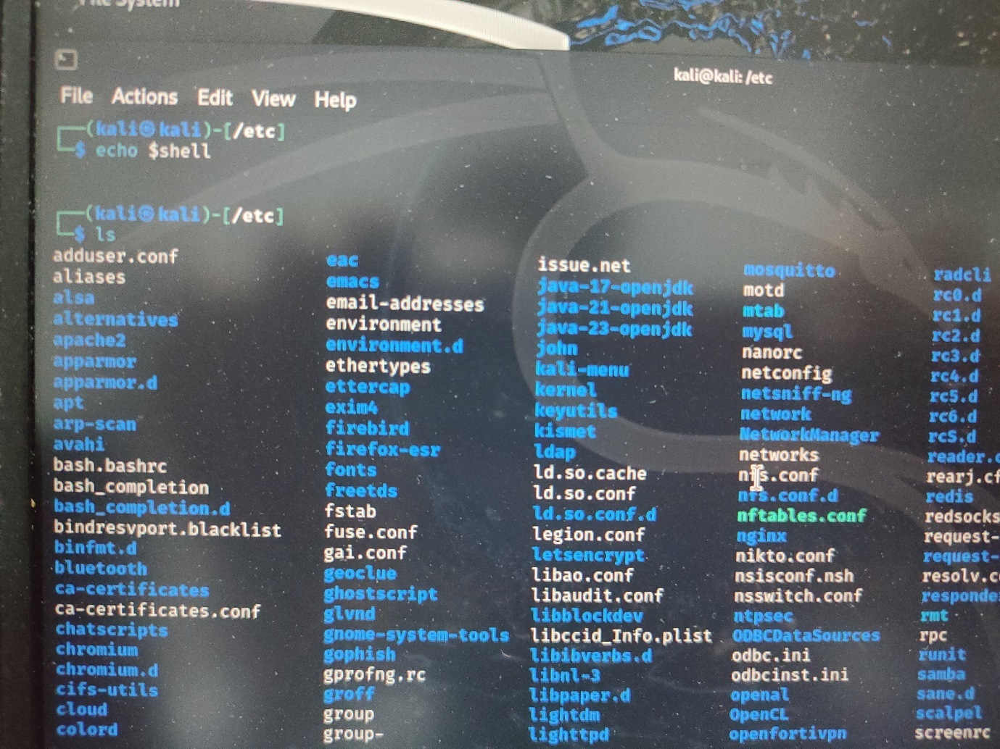 File System
kali@kali: /etc
File Actions Edit View Help
(kali㉿kali)-[/etc]
$ echo $shell
(kali㉿kali)-[/etc]
$ ls
adduser.conf eac issue.net mosquitto radcli
aliases emacs java-17-openjdk motd rc0.d
alsa email-addresses java-21-openjdk mtab rc1.d
alternatives environment java-23-openjdk mysql rc2.d
apache2 environment.d john nanorc rc3.d
apparmor ethertypes kali-menu netconfig rc4.d
apparmor.d ettercap kernel netsniff-ng rc5.d
apt exim4 keyutils network rc6.d
arp-scan firebird kismet NetworkManager rcS.d
avahi firefox-esr ldap networks reader.c
bash.bashrc fonts ld.so.cache nfs.conf rearj.cf
bash_completion freetds ld.so.conf nfs.conf.d redis
bash_completion.d fstab ld.so.conf.d nftables.conf redsocks
bindresvport.blacklist fuse.conf legion.conf nginx request-
binfmt.d gai.conf letsencrypt nikto.conf request-
bluetooth geoclue libao.conf nsisconf.nsh resolv.c
ca-certificates ghostscript libaudit.conf nsswitch.conf responde
ca-certificates.conf glvnd libblockdev ntpsec rmt
chatscripts gnome-system-tools libccid_Info.plist ODBCDataSources rpc
chromium gophish libibverbs.d odbc.ini runit
chromium.d gprofng.rc libnl-3 odbcinst.ini samba
cifs-utils groff libpaper.d openal sane.d
cloud group lightdm OpenCL scalpel
colord group- lighttpd openfortivpn screenrc